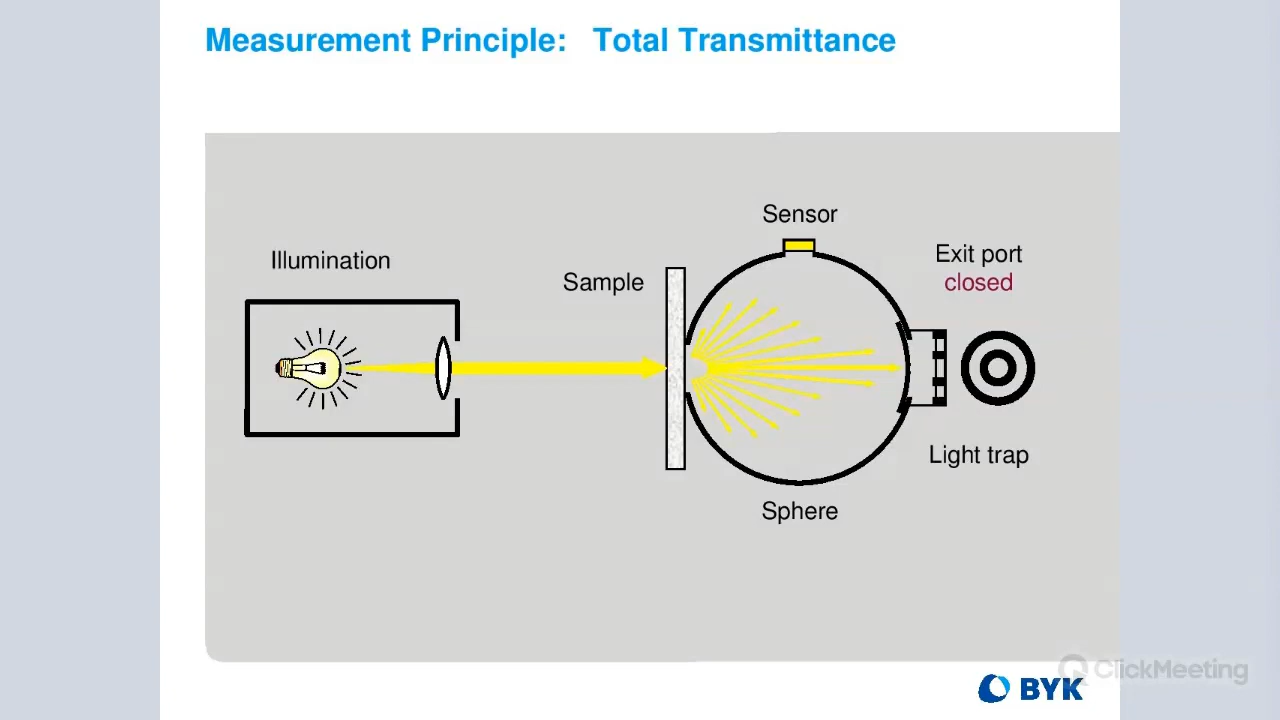 Measurement Principle: Total Transmittance
Sensor
Illumination
Exit port
closed
Sample
Light trap
Sphere
ClickMeeting
BYK